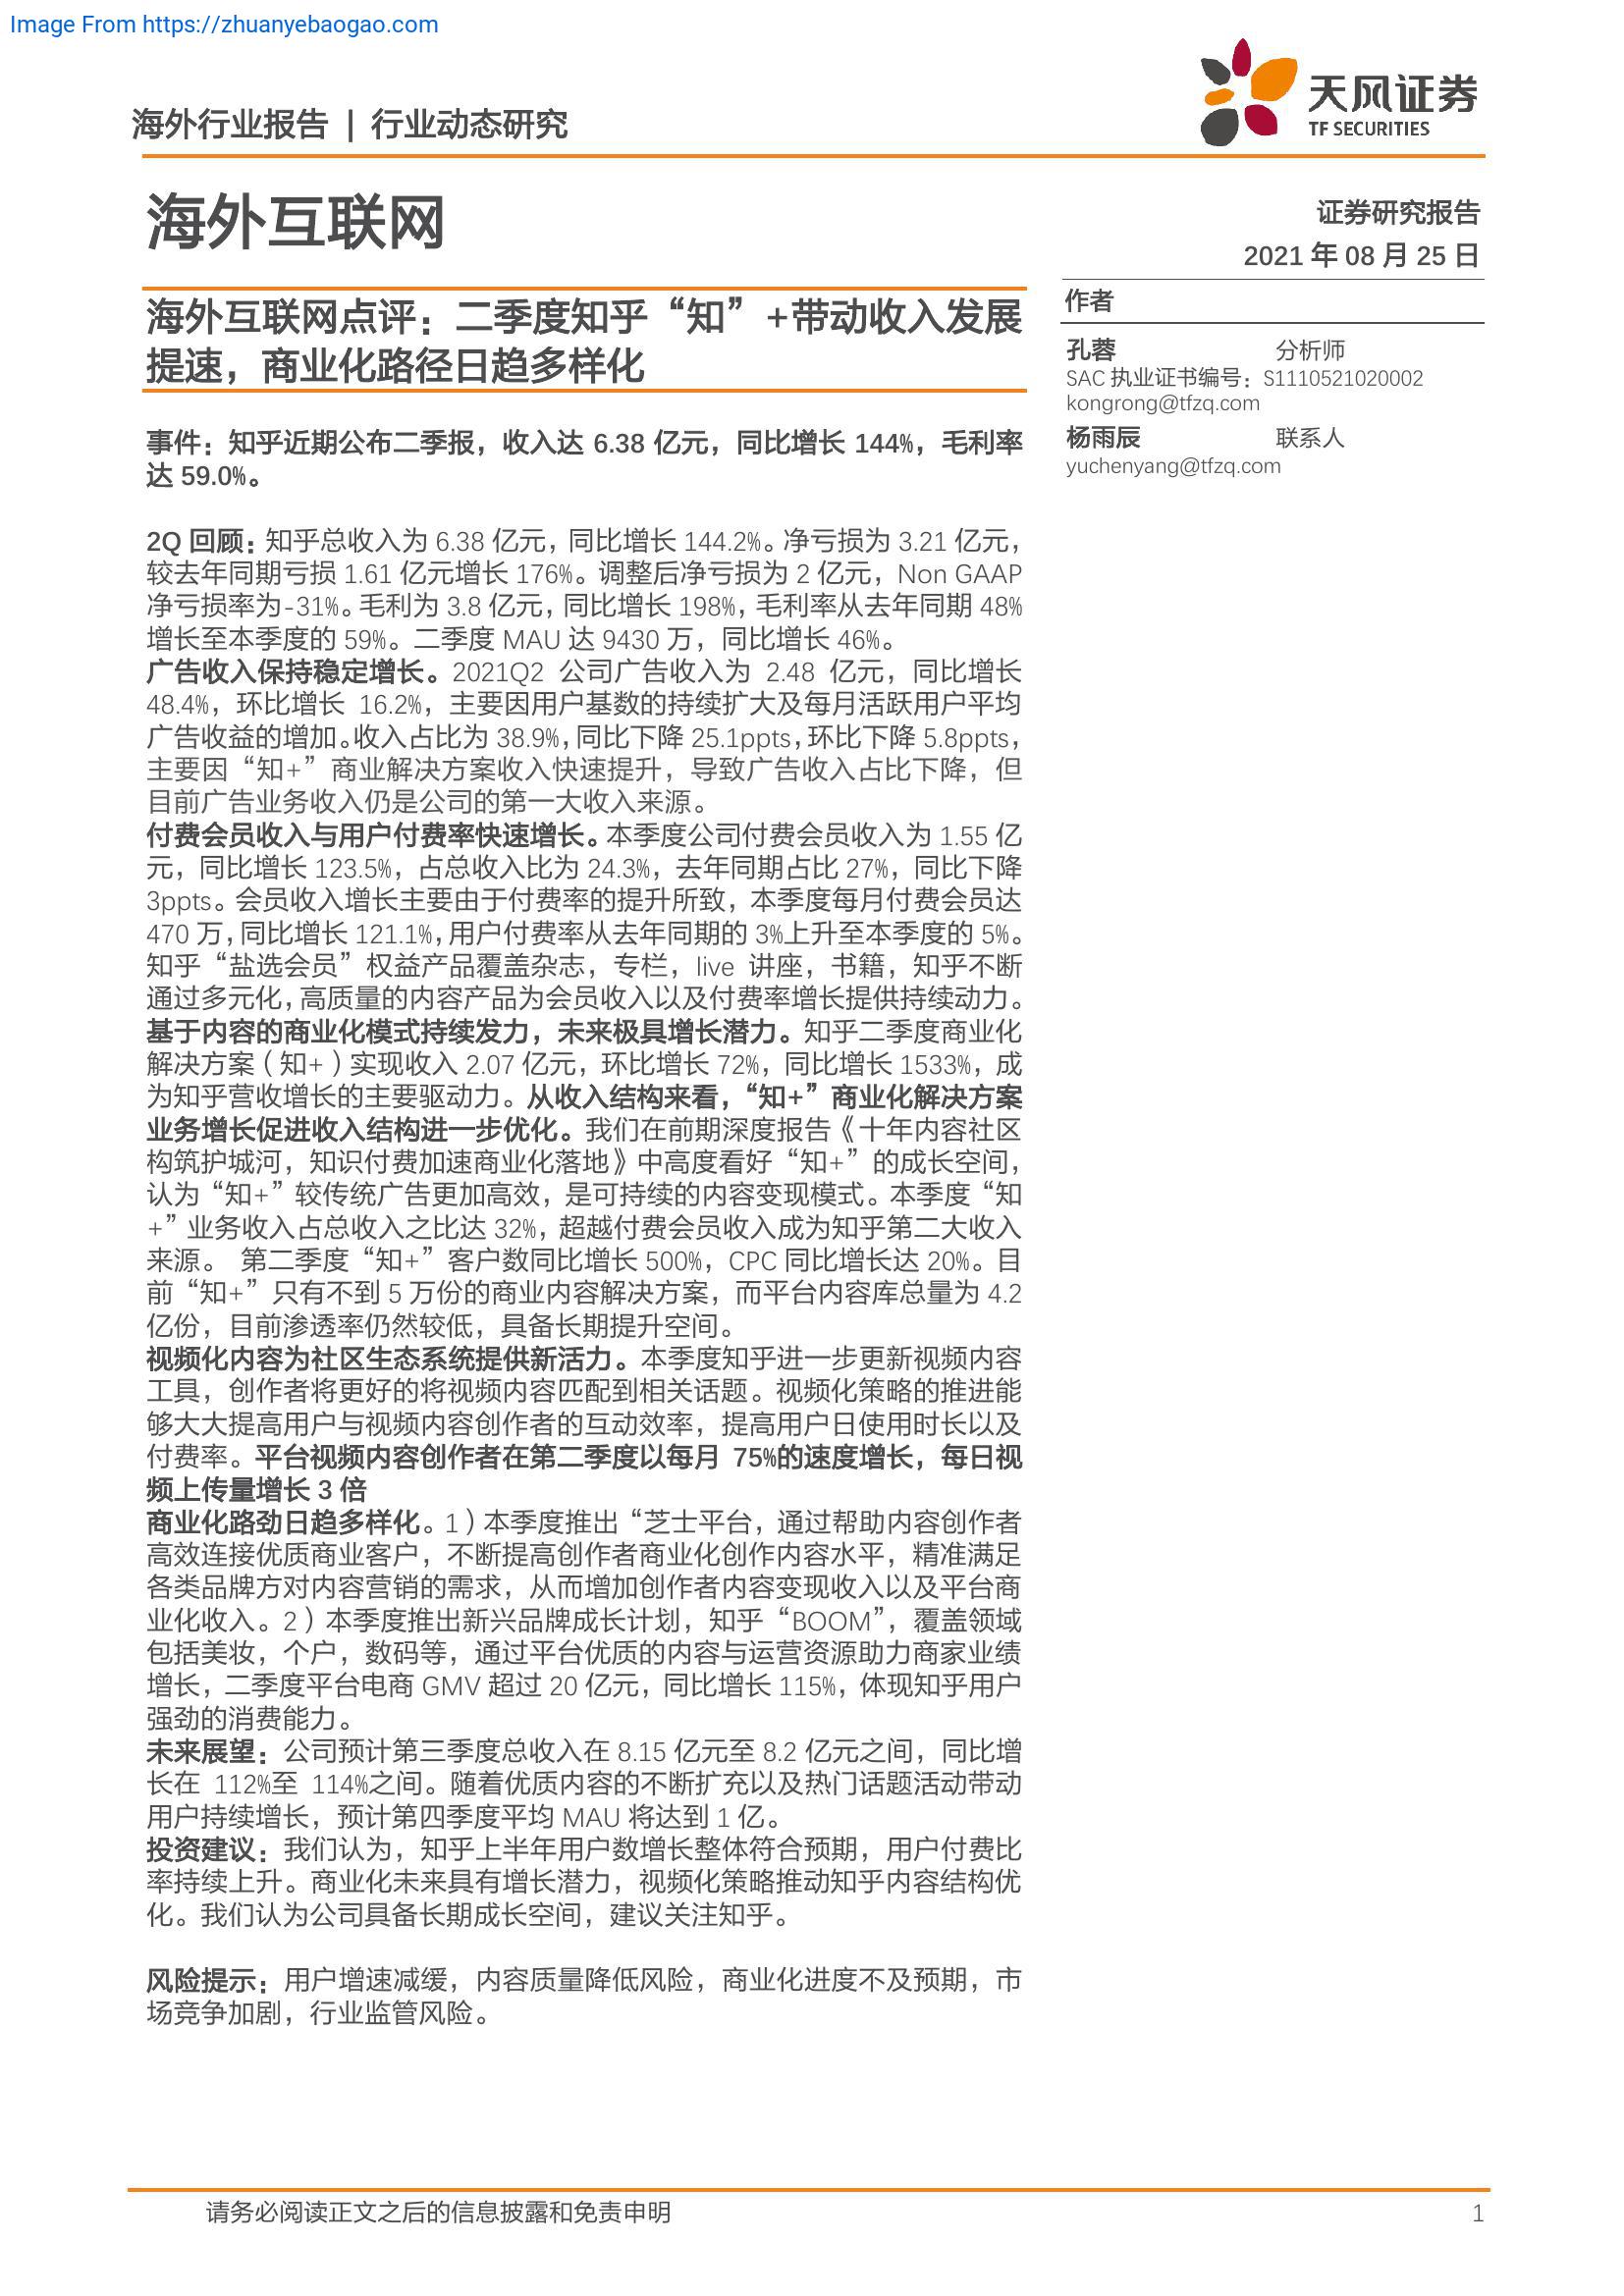 Image From https://zhuanyebaogao.com
海外行业报告 | 行业动态研究
天风证券
TF SECURITIES
海外互联网
证券研究报告
2021 年 08 月 25 日
海外互联网点评：二季度知乎“知”+带动收入发展
提速，商业化路径日趋多样化
作者
孔蓉 分析师
SAC 执业证书编号：S1110521020002
kongrong@tfzq.com
杨雨辰 联系人
yuchenyang@tfzq.com
事件：知乎近期公布二季报，收入达 6.38 亿元，同比增长 144%，毛利率
达 59.0%。
2Q 回顾：知乎总收入为 6.38 亿元，同比增长 144.2%。净亏损为 3.21 亿元，
较去年同期亏损 1.61 亿元增长 176%。调整后净亏损为 2 亿元，Non GAAP
净亏损率为-31%。毛利为 3.8 亿元，同比增长 198%，毛利率从去年同期 48%
增长至本季度的 59%。二季度 MAU 达 9430 万，同比增长 46%。
广告收入保持稳定增长。2021Q2 公司广告收入为 2.48 亿元，同比增长
48.4%，环比增长 16.2%，主要因用户基数的持续扩大及每月活跃用户平均
广告收益的增加。收入占比为 38.9%，同比下降 25.1ppts，环比下降 5.8ppts，
主要因“知+”商业解决方案收入快速提升，导致广告收入占比下降，但
目前广告业务收入仍是公司的第一大收入来源。
付费会员收入与用户付费率快速增长。本季度公司付费会员收入为 1.55 亿
元，同比增长 123.5%，占总收入比为 24.3%，去年同期占比 27%，同比下降
3ppts。会员收入增长主要由于付费率的提升所致，本季度每月付费会员达
470 万，同比增长 121.1%，用户付费率从去年同期的 3%上升至本季度的 5%。
知乎“盐选会员”权益产品覆盖杂志，专栏，live 讲座，书籍，知乎不断
通过多元化，高质量的内容产品为会员收入以及付费率增长提供持续动力。
基于内容的商业化模式持续发力，未来极具增长潜力。知乎二季度商业化
解决方案（知+）实现收入 2.07 亿元，环比增长 72%，同比增长 1533%，成
为知乎营收增长的主要驱动力。从收入结构来看，“知+”商业化解决方案
业务增长促进收入结构进一步优化。我们在前期深度报告《十年内容社区
构筑护城河，知识付费加速商业化落地》中高度看好“知+”的成长空间，
认为“知+”较传统广告更加高效，是可持续的内容变现模式。本季度“知
+”业务收入占总收入之比达 32%，超越付费会员收入成为知乎第二大收入
来源。 第二季度“知+”客户数同比增长 500%，CPC 同比增长达 20%。目
前“知+”只有不到 5 万份的商业内容解决方案，而平台内容库总量为 4.2
亿份，目前渗透率仍然较低，具备长期提升空间。
视频化内容为社区生态系统提供新活力。本季度知乎进一步更新视频内容
工具，创作者将更好的将视频内容匹配到相关话题。视频化策略的推进能
够大大提高用户与视频内容创作者的互动效率，提高用户日使用时长以及
付费率。平台视频内容创作者在第二季度以每月 75%的速度增长，每日视
频上传量增长 3 倍
商业化路劲日趋多样化。1）本季度推出“芝士平台，通过帮助内容创作者
高效连接优质商业客户，不断提高创作者商业化创作内容水平，精准满足
各类品牌方对内容营销的需求，从而增加创作者内容变现收入以及平台商
业化收入。2）本季度推出新兴品牌成长计划，知乎“BOOM”，覆盖领域
包括美妆，个户，数码等，通过平台优质的内容与运营资源助力商家业绩
增长，二季度平台电商 GMV 超过 20 亿元，同比增长 115%，体现知乎用户
强劲的消费能力。
未来展望：公司预计第三季度总收入在 8.15 亿元至 8.2 亿元之间，同比增
长在 112%至 114%之间。随着优质内容的不断扩充以及热门话题活动带动
用户持续增长，预计第四季度平均 MAU 将达到 1 亿。
投资建议：我们认为，知乎上半年用户数增长整体符合预期，用户付费比
率持续上升。商业化未来具有增长潜力，视频化策略推动知乎内容结构优
化。我们认为公司具备长期成长空间，建议关注知乎。
风险提示：用户增速减缓，内容质量降低风险，商业化进度不及预期，市
场竞争加剧，行业监管风险。
请务必阅读正文之后的信息披露和免责申明 1